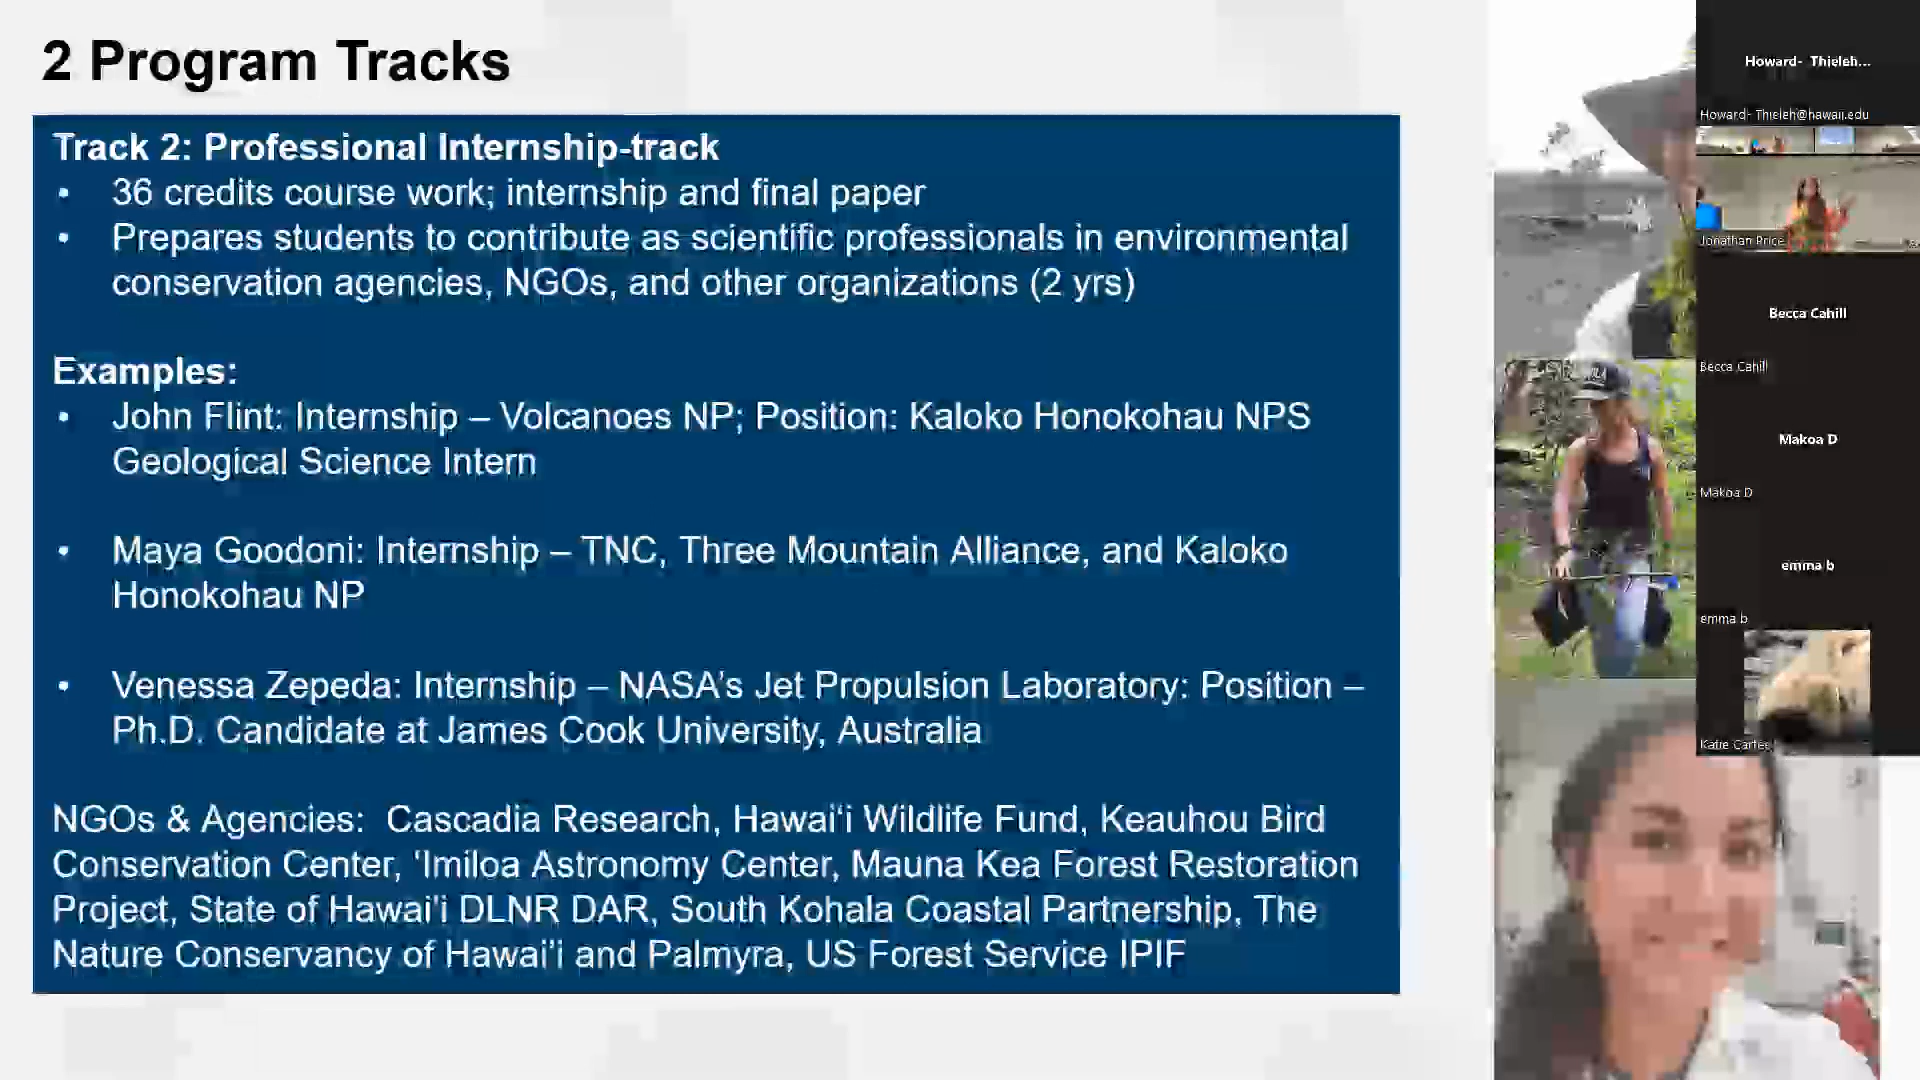 2 Program Tracks
Track 2: Professional Internship-track
• 36 credits course work; internship and final paper
• Prepares students to contribute as scientific professionals in environmental
conservation agencies, NGOs, and other organizations (2 yrs)
Examples:
• John Flint: Internship – Volcanoes NP; Position: Kaloko Honokohau NPS
Geological Science Intern
• Maya Goodoni: Internship – TNC, Three Mountain Alliance, and Kaloko
Honokohau NP
• Venessa Zepeda: Internship – NASA's Jet Propulsion Laboratory: Position –
Ph.D. Candidate at James Cook University, Australia
NGOs & Agencies: Cascadia Research, Hawai'i Wildlife Fund, Keauhou Bird
Conservation Center, 'Imiloa Astronomy Center, Mauna Kea Forest Restoration
Project, State of Hawai'i DLNR DAR, South Kohala Coastal Partnership, The
Nature Conservancy of Hawai'i and Palmyra, US Forest Service IPIF
Howard- Thieleh...
Howard- Thieleh@hawaii.edu
Jonathan Price
Becca Cahill
Becca Cahill
Makoa D
Makoa D
emma b
emma b
Katie